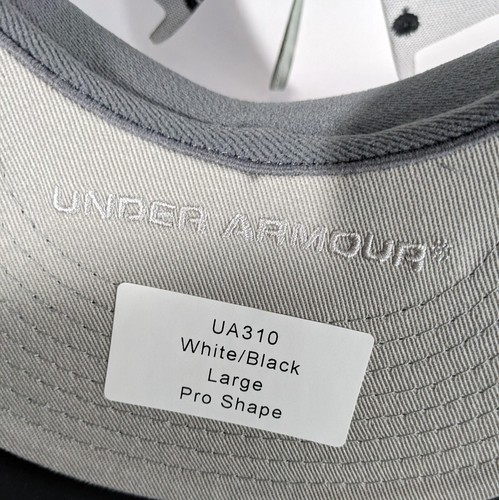 UNDER ARMOUR
UA310
White/Black
Large
Pro Shape